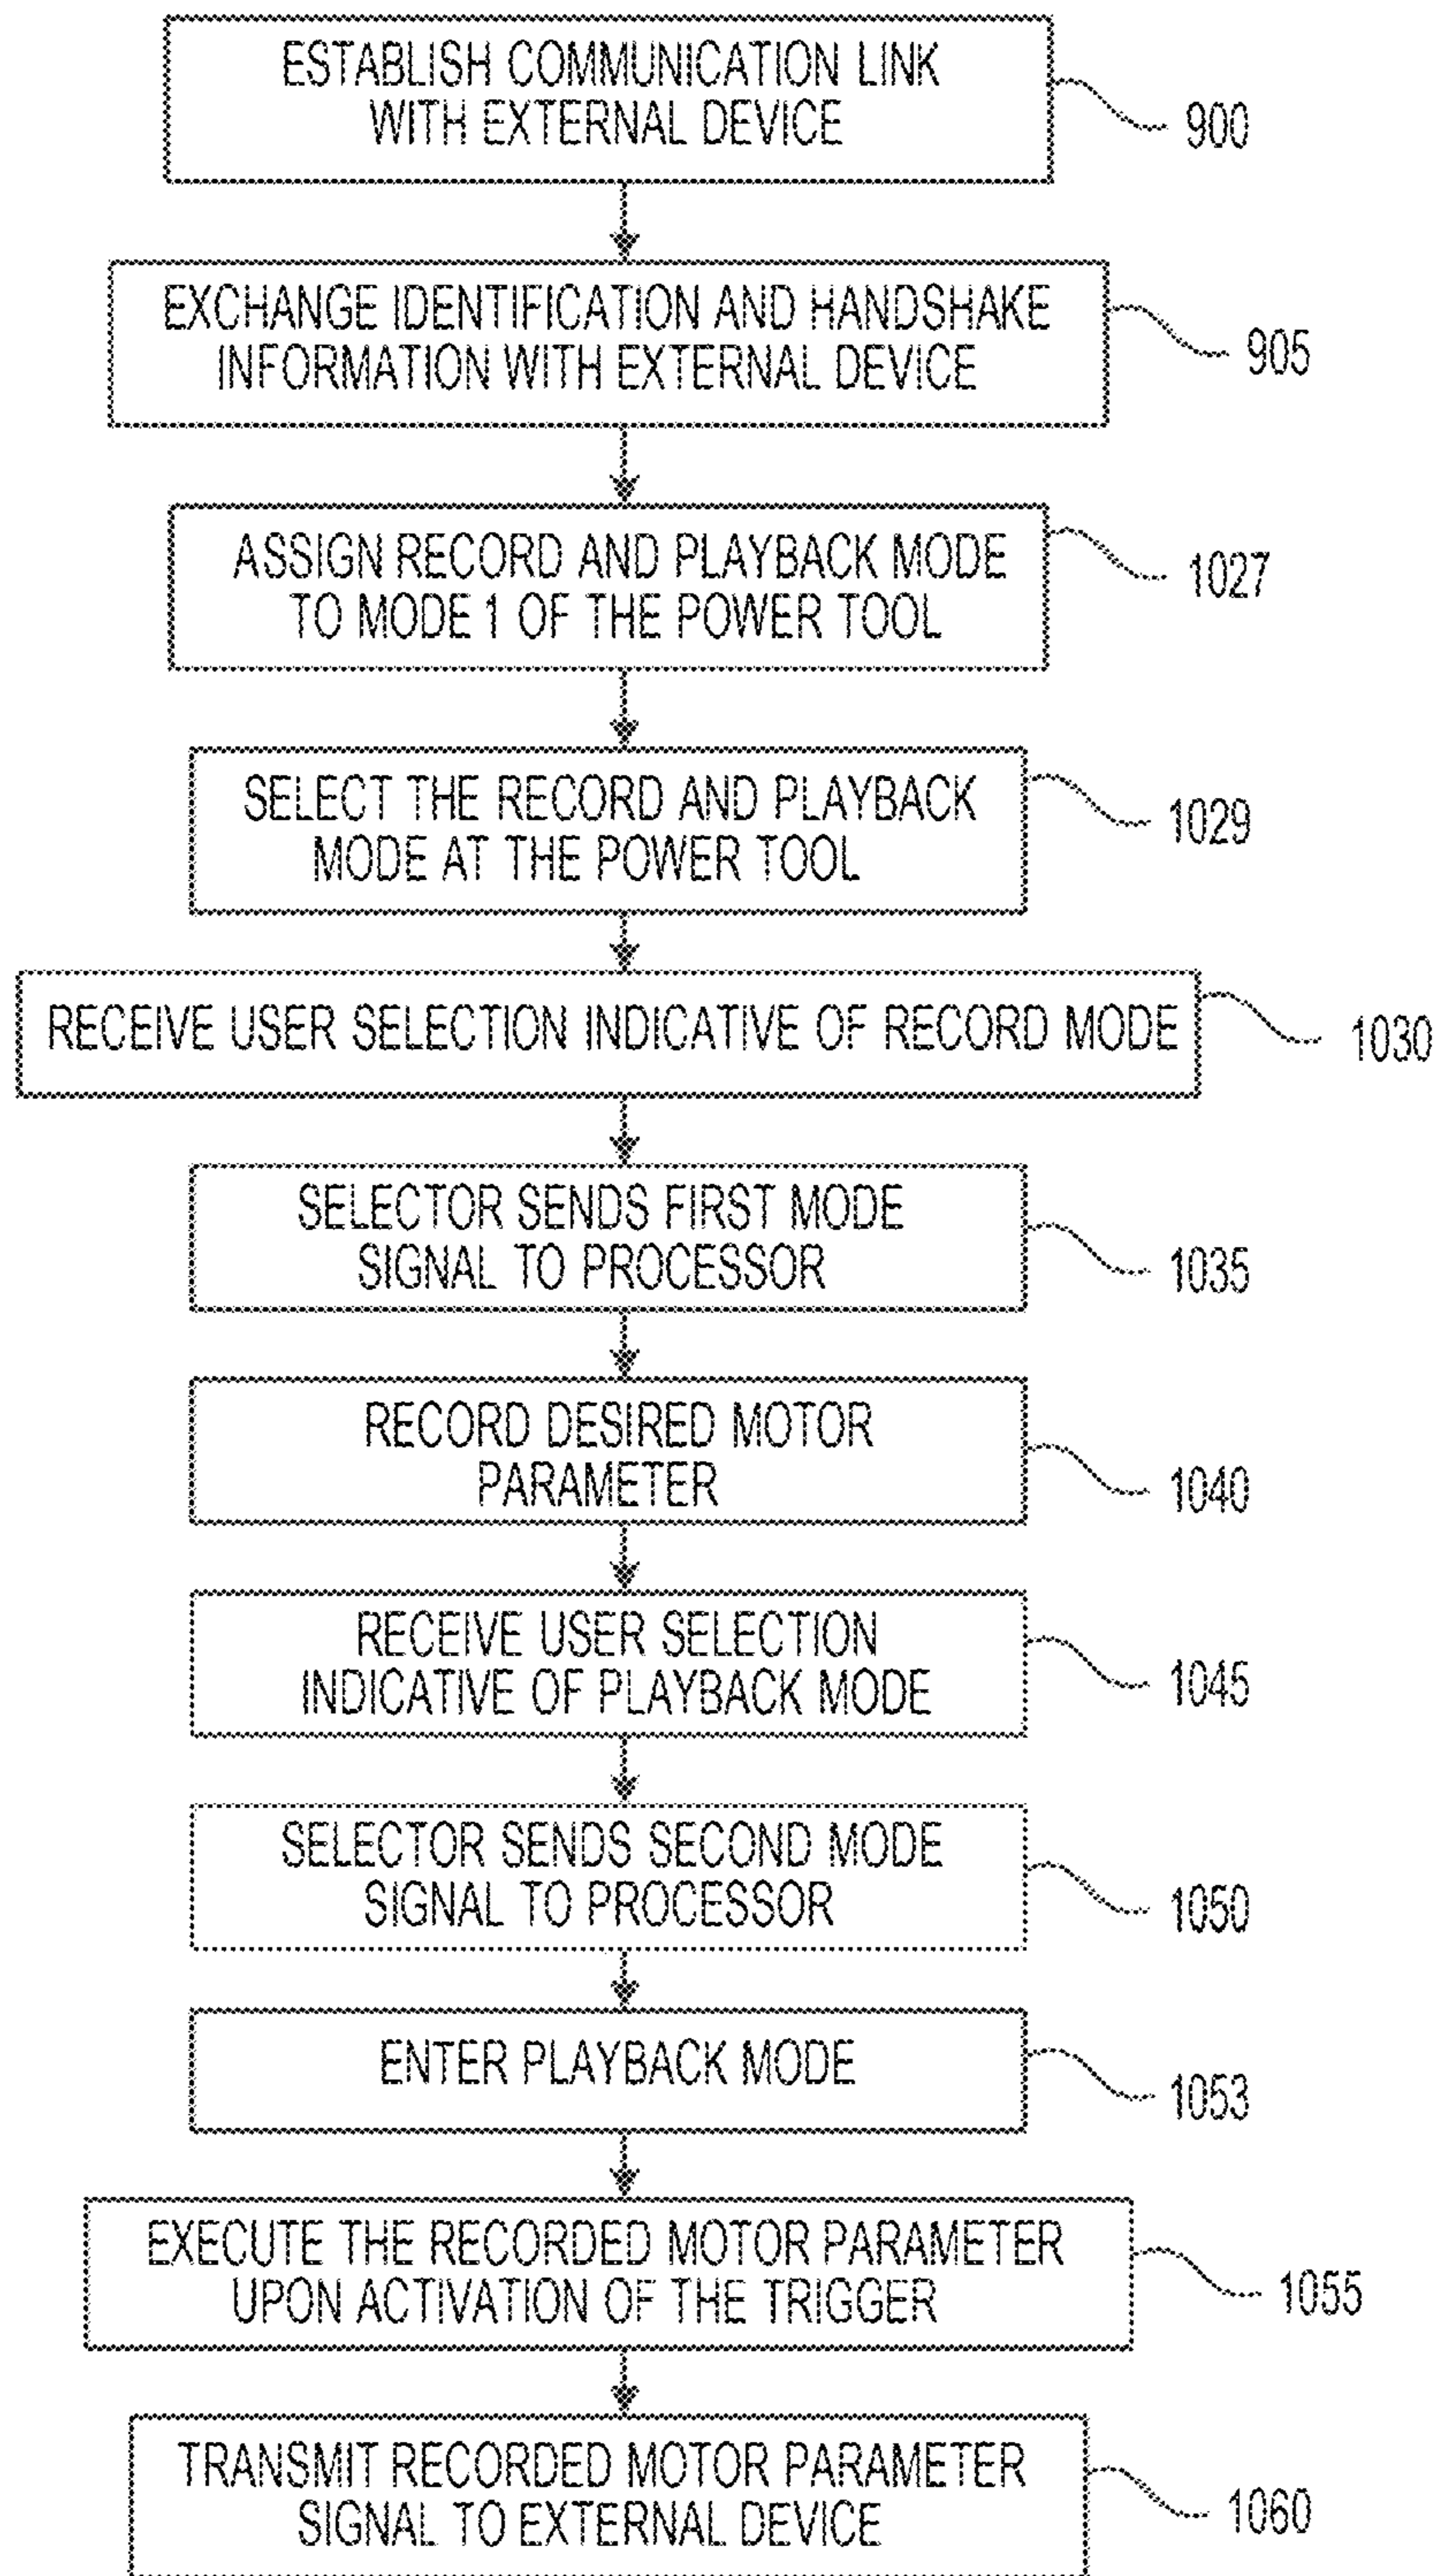 ESTABLISH COMMUNICATION LINK
WITH EXTERNAL DEVICE
900
EXCHANGE IDENTIFICATION AND HANDSHAKE
INFORMATION WITH EXTERNAL DEVICE
905
ASSIGN RECORD AND PLAYBACK MODE
TO MODE 1 OF THE POWER TOOL
1027
SELECT THE RECORD AND PLAYBACK
MODE AT THE POWER TOOL
1029
RECEIVE USER SELECTION INDICATIVE OF RECORD MODE
1030
SELECTOR SENDS FIRST MODE
SIGNAL TO PROCESSOR
1035
RECORD DESIRED MOTOR
PARAMETER
1040
RECEIVE USER SELECTION
INDICATIVE OF PLAYBACK MODE
1045
SELECTOR SENDS SECOND MODE
SIGNAL TO PROCESSOR
1050
ENTER PLAYBACK MODE
1053
EXECUTE THE RECORDED MOTOR PARAMETER
UPON ACTIVATION OF THE TRIGGER
1055
TRANSMIT RECORDED MOTOR PARAMETER
SIGNAL TO EXTERNAL DEVICE
1060